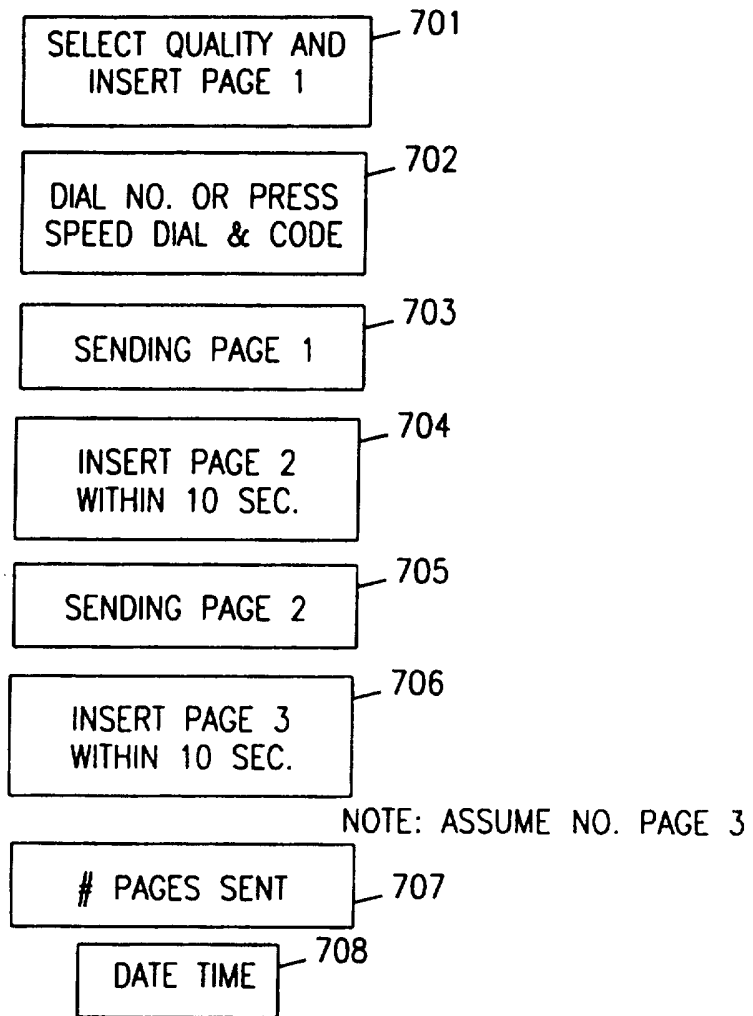 SELECT QUALITY AND
INSERT PAGE 1
701
DIAL NO. OR PRESS
SPEED DIAL & CODE
702
SENDING PAGE 1
703
INSERT PAGE 2
WITHIN 10 SEC.
704
SENDING PAGE 2
705
INSERT PAGE 3
WITHIN 10 SEC.
706
NOTE: ASSUME NO. PAGE 3
# PAGES SENT
707
DATE TIME
708